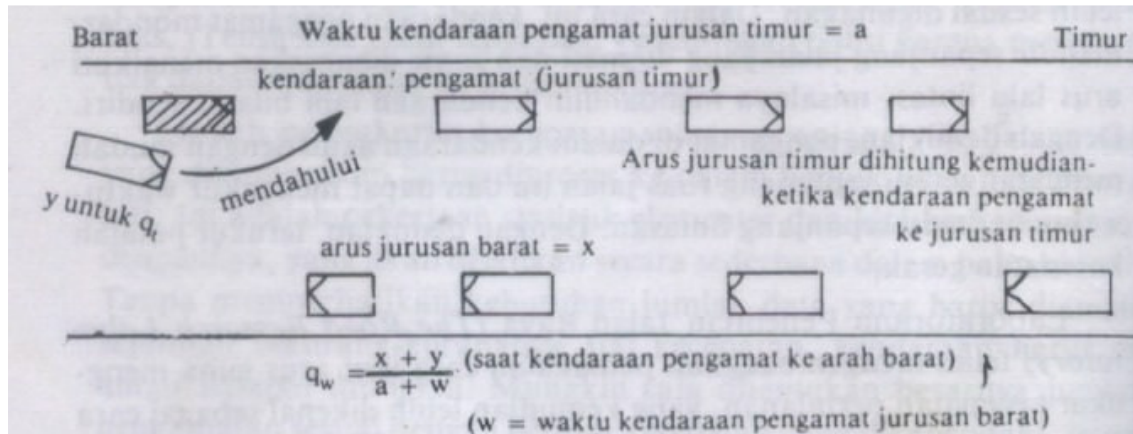 Barat
Waktu kendaraan pengamat jurusan timur = a
Timur
kendaraan pengamat (jurusan timur)
mendahului
y untuk q
Arus jurusan timur dihitung kemudian-
ketika kendaraan pengamat
ke jurusan timur
arus jurusan barat = x
q_w = (x + y) / (a + w) (saat kendaraan pengamat ke arah barat)
(w = waktu kendaraan pengamat jurusan barat)